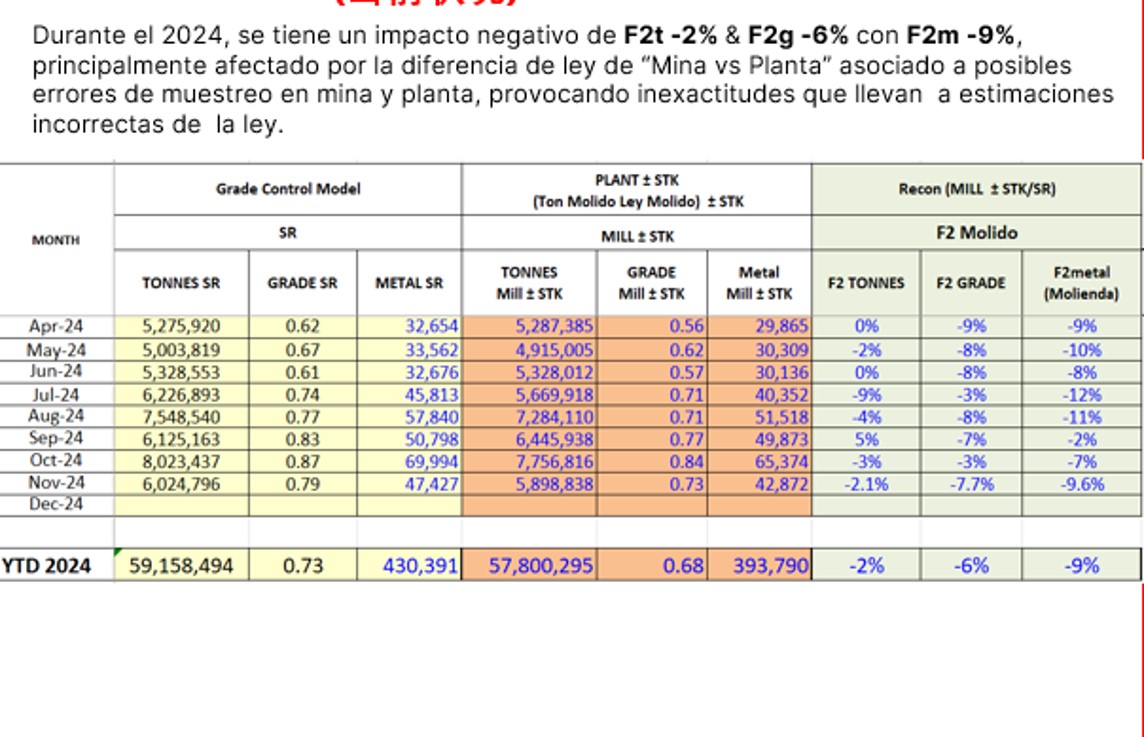 Durante el 2024, se tiene un impacto negativo de F2t -2% & F2g -6% con F2m -9%,
principalmente afectado por la diferencia de ley de “Mina vs Planta” asociado a posibles
errores de muestreo en mina y planta, provocando inexactitudes que llevan a estimaciones
incorrectas de la ley.
MONTH
Grade Control Model
PLANT ± STK
(Ton Molido Ley Molido) ± STK
Recon (MILL ± STK/SR)
SR
MILL ± STK
F2 Molido
TONNES SR GRADE SR METAL SR TONNES Mill ± STK GRADE Mill ± STK Metal Mill ± STK F2 TONNES F2 GRADE F2metal (Molienda)
Apr-24 5,275,920 0.62 32,654 5,287,385 0.56 29,865 0% -9% -9%
May-24 5,003,819 0.67 33,562 4,915,005 0.62 30,309 -2% -8% -10%
Jun-24 5,328,553 0.61 32,676 5,328,012 0.57 30,136 0% -8% -8%
Jul-24 6,226,893 0.74 45,813 5,669,918 0.71 40,352 -9% -3% -12%
Aug-24 7,548,540 0.77 57,840 7,284,110 0.71 51,518 -4% -8% -11%
Sep-24 6,125,163 0.83 50,798 6,445,938 0.77 49,873 5% -7% -2%
Oct-24 8,023,437 0.87 69,994 7,756,816 0.84 65,374 -3% -3% -7%
Nov-24 6,024,796 0.79 47,427 5,898,838 0.73 42,872 -2.1% -7.7% -9.6%
Dec-24
YTD 2024 59,158,494 0.73 430,391 57,800,295 0.68 393,790 -2% -6% -9%